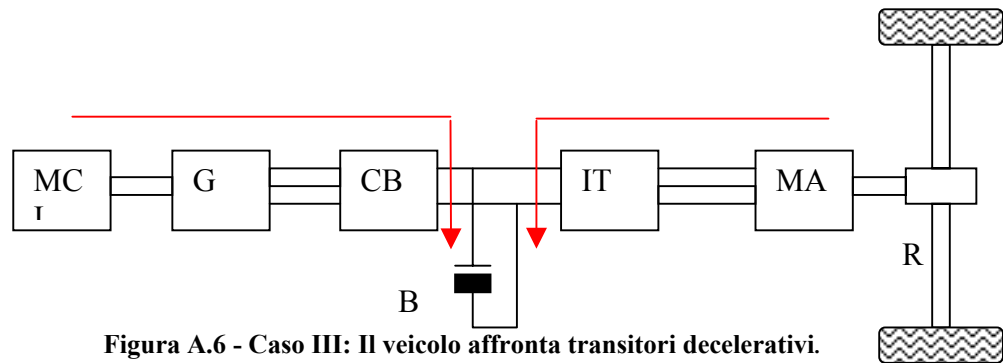 MC
I
G
CB
IT
MA
R
B
Figura A.6 - Caso III: Il veicolo affronta transitori decelerativi.